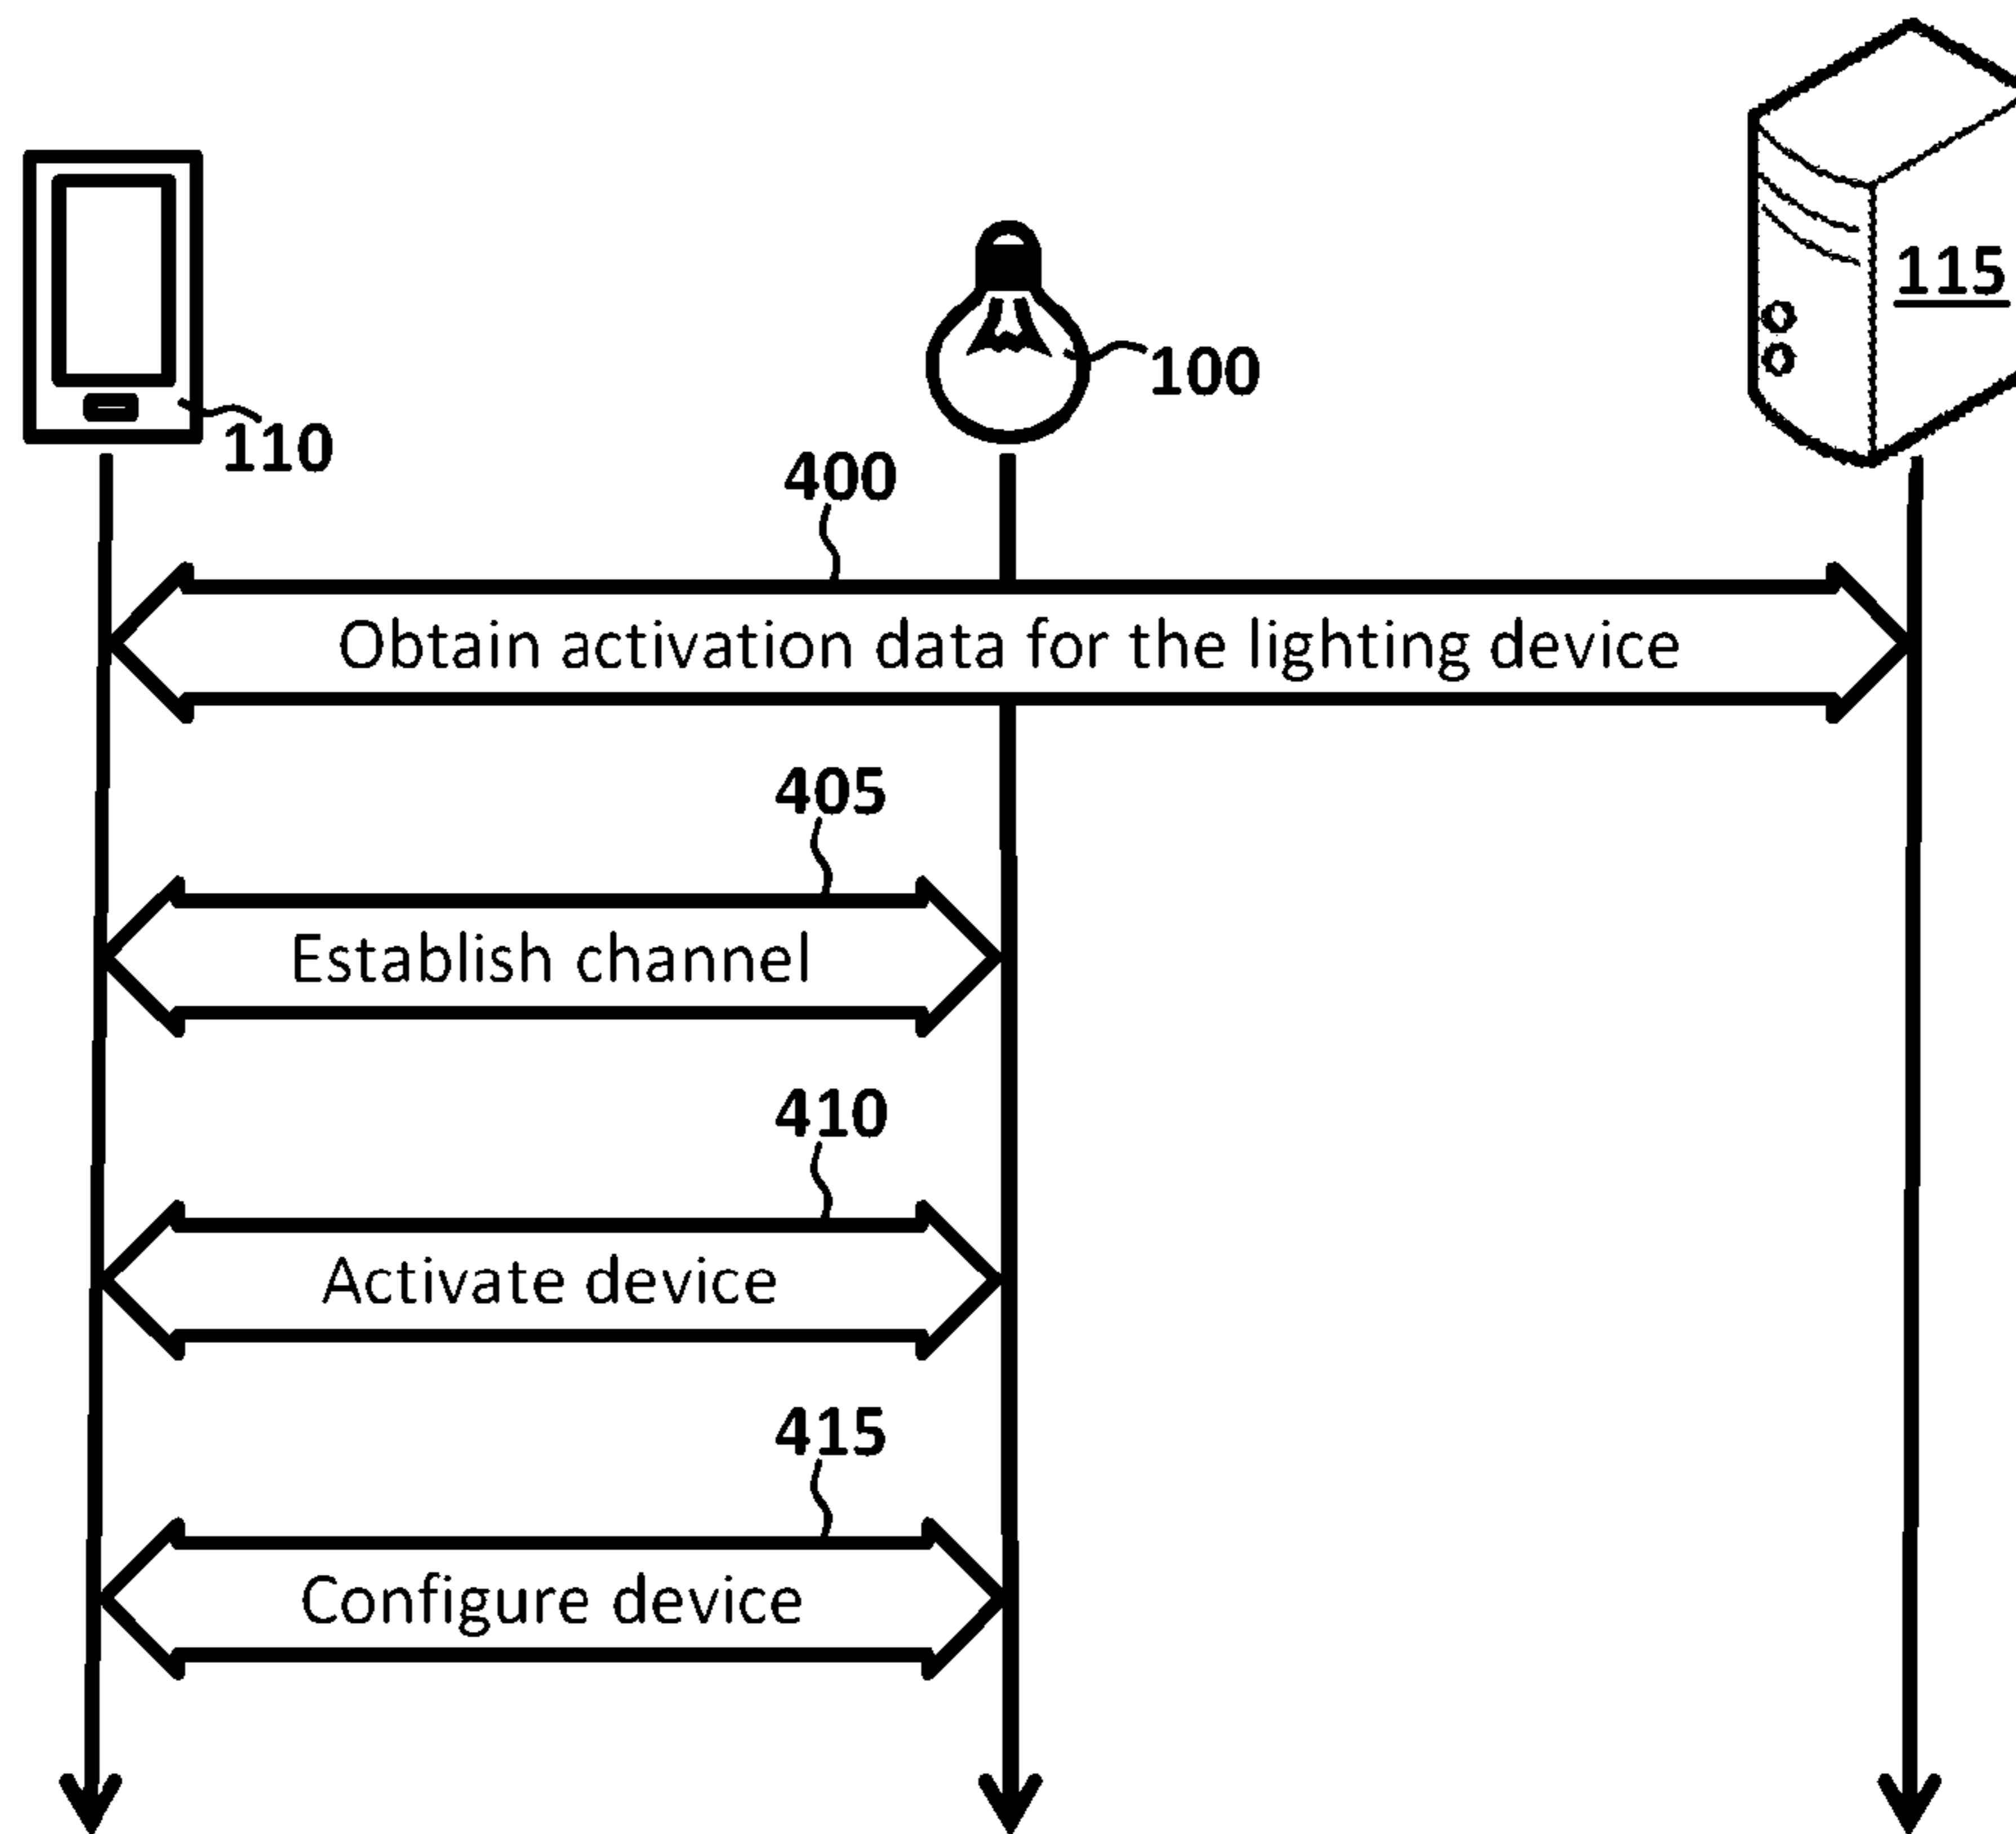 115
100
110
400
Obtain activation data for the lighting device
405
Establish channel
410
Activate device
415
Configure device